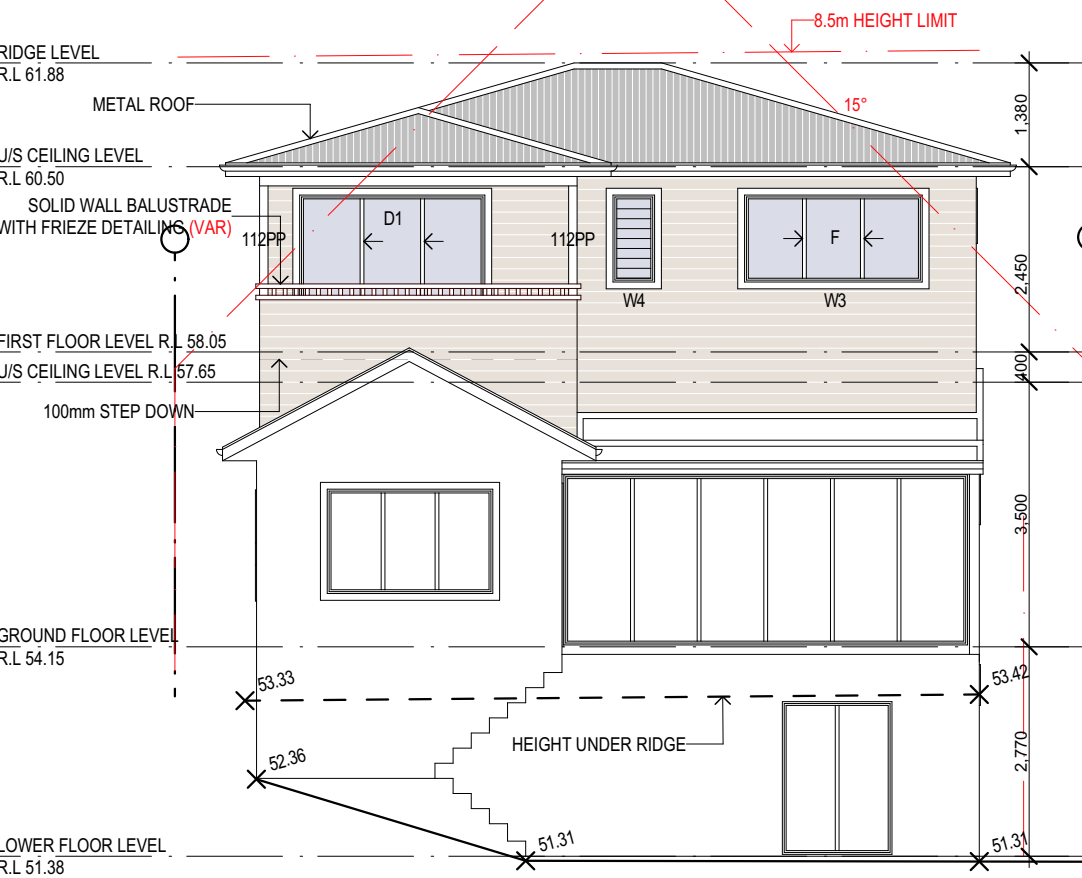 8.5m HEIGHT LIMIT
RIDGE LEVEL
R.L 61.88
METAL ROOF
15°
1,380
U/S CEILING LEVEL
R.L 60.50
SOLID WALL BALUSTRADE
WITH FRIEZE DETAILING (VAR)
112PP
D1
112PP
F
W4
W3
2,450
FIRST FLOOR LEVEL R.L 58.05
U/S CEILING LEVEL R.L 57.65
400
100mm STEP DOWN
3,500
GROUND FLOOR LEVEL
R.L 54.15
53.33
53.42
HEIGHT UNDER RIDGE
52.36
2,770
51.31
51.31
LOWER FLOOR LEVEL
R.L 51.38